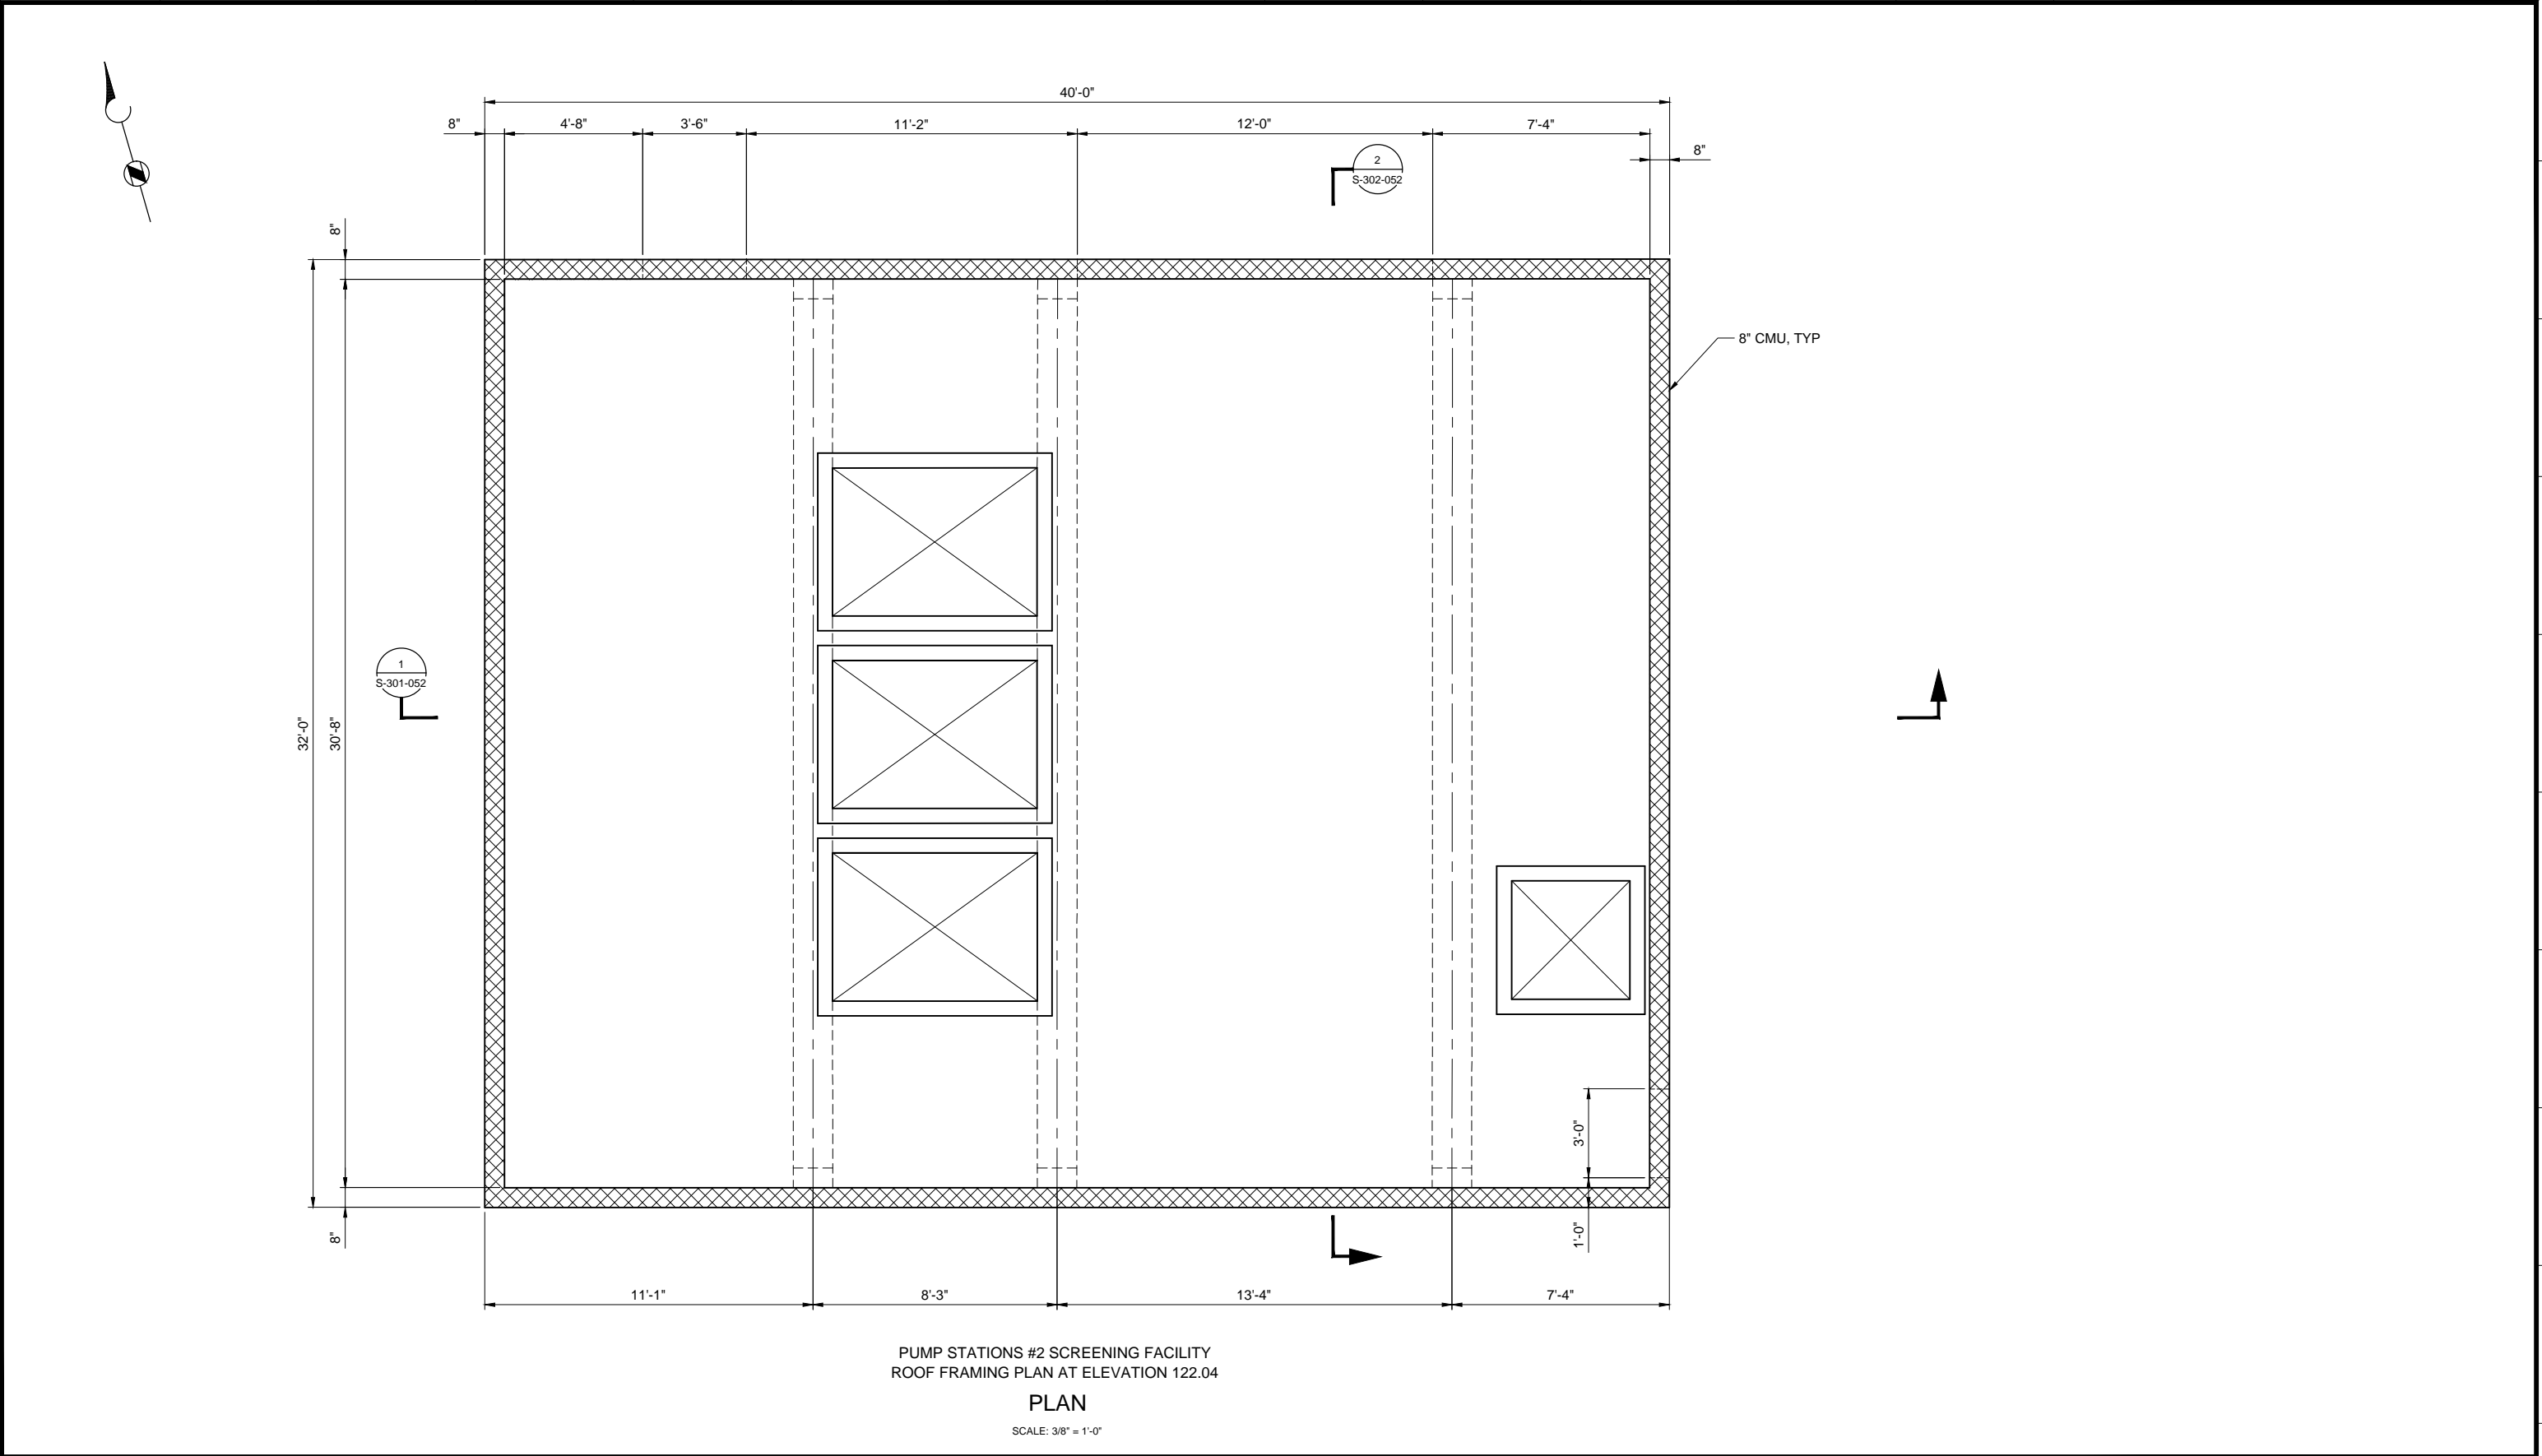 40'-0"
8" 4'-8" 3'-6" 11'-2" 12'-0" 7'-4"
8"
2
S-302-052
8"
8" CMU, TYP
1
S-301-052
32'-0"
30'-8"
3'-0"
1'-0"
8"
11'-1" 8'-3" 13'-4" 7'-4"
PUMP STATIONS #2 SCREENING FACILITY
ROOF FRAMING PLAN AT ELEVATION 122.04
PLAN
SCALE: 3/8" = 1'-0"